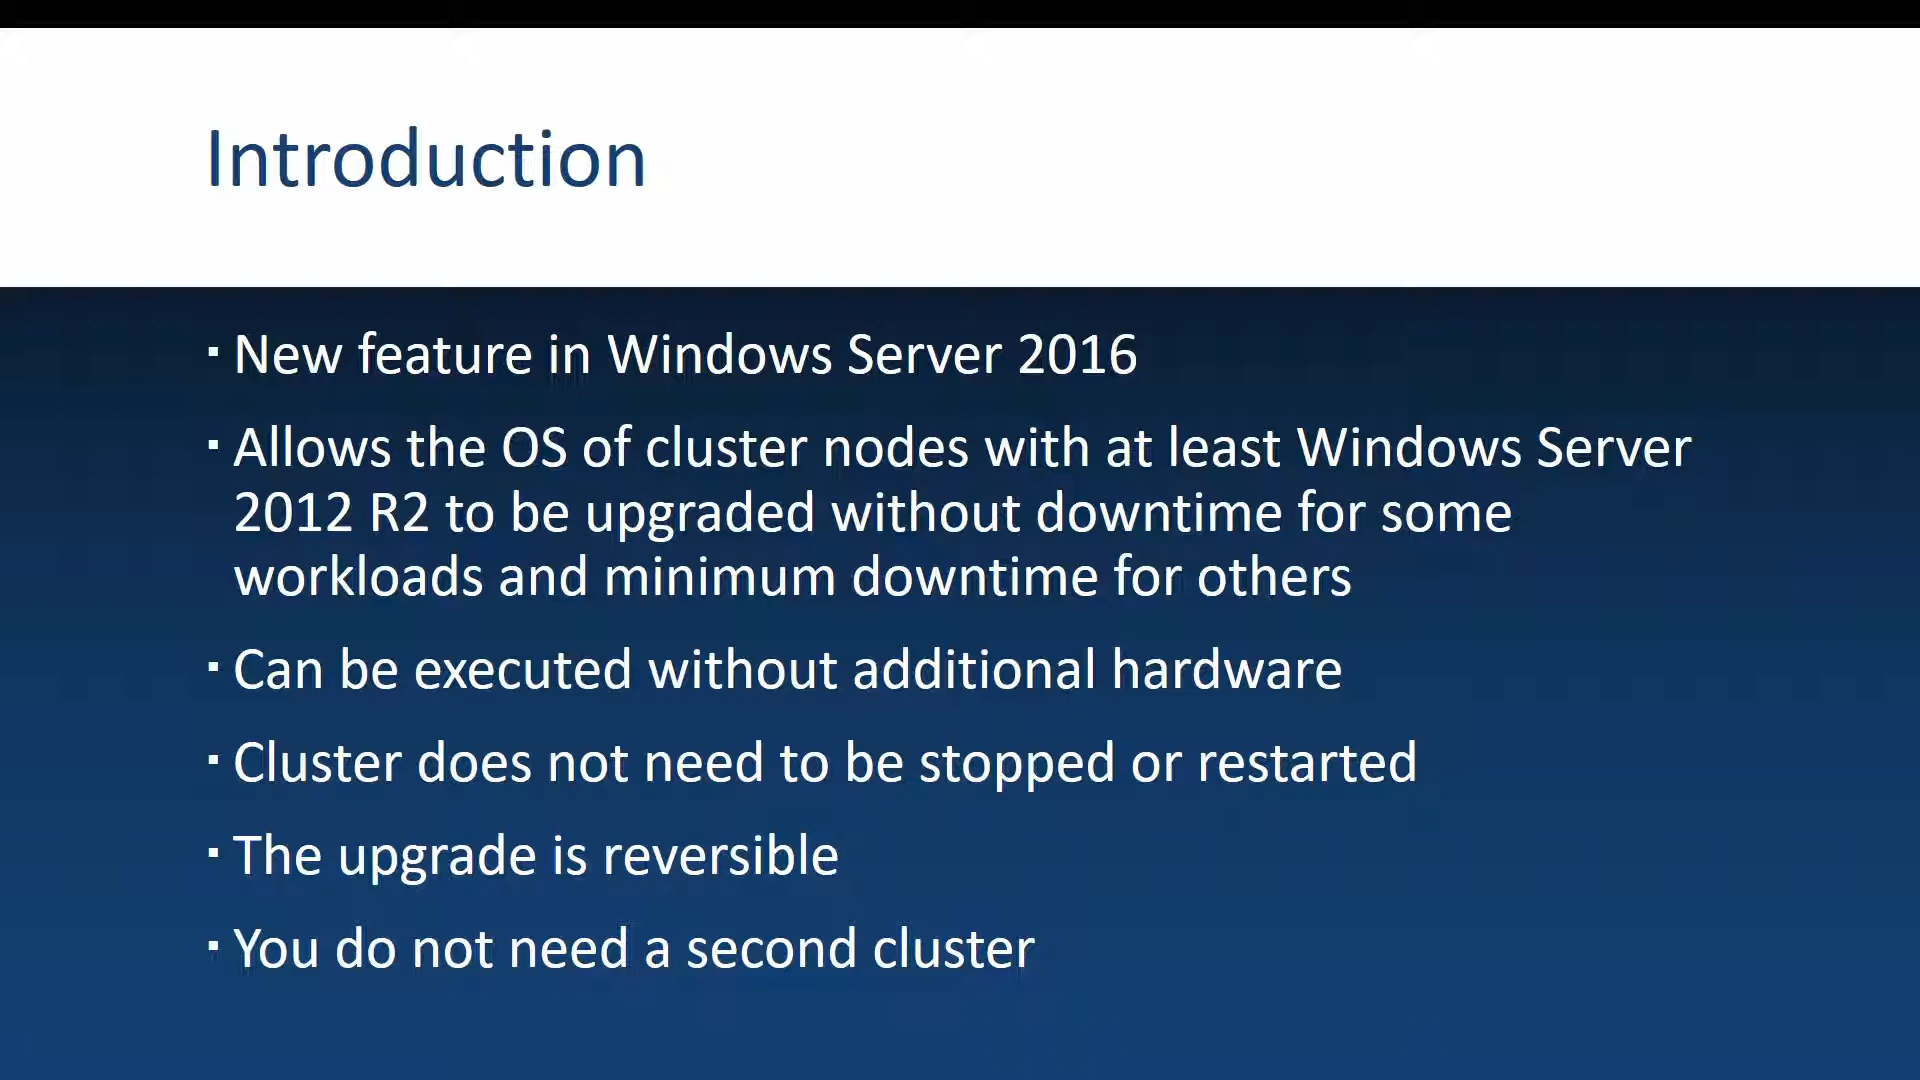 Introduction
▪ New feature in Windows Server 2016
▪ Allows the OS of cluster nodes with at least Windows Server
2012 R2 to be upgraded without downtime for some
workloads and minimum downtime for others
▪ Can be executed without additional hardware
▪ Cluster does not need to be stopped or restarted
▪ The upgrade is reversible
▪ You do not need a second cluster